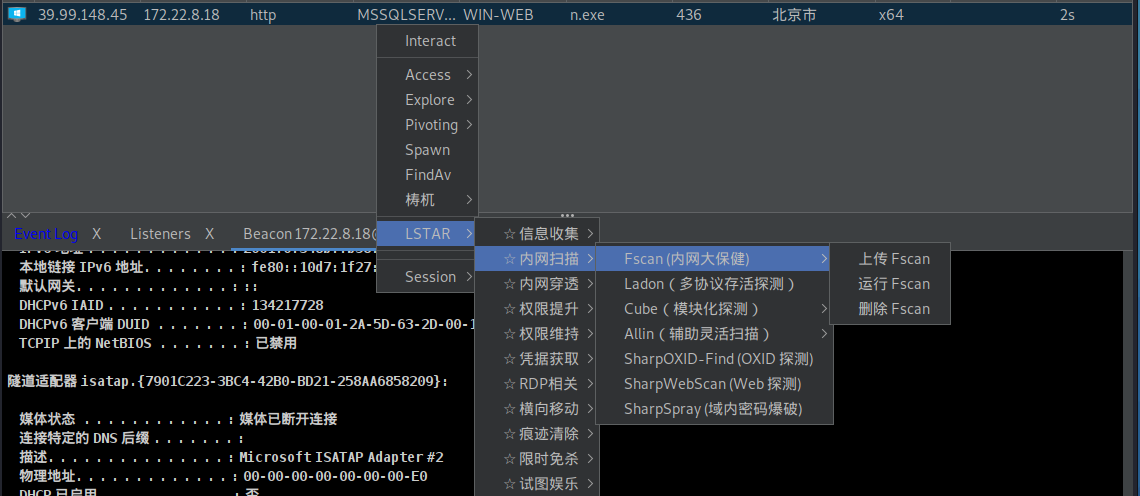 39.99.148.45 172.22.8.18 http MSSQLSERV... WIN-WEB n.exe 436 北京市 x64 2s
Interact
Access
Explore
Pivoting
Spawn
FindAv
梼杌
LSTAR
Session
Event Log X Listeners X Beacon 172.22.8.18@
☆ 信息收集
☆ 内网扫描
☆ 内网穿透
☆ 权限提升
☆ 权限维持
☆ 凭据获取
☆ RDP相关
☆ 横向移动
☆ 痕迹清除
☆ 限时免杀
☆ 试图娱乐
Fscan (内网大保健)
Ladon ( 多协议存活探测 )
Cube ( 模块化探测 )
Allin ( 辅助灵活扫描 )
SharpOXID-Find (OXID 探测)
SharpWebScan (Web 探测)
SharpSpray (域内密码爆破)
上传 Fscan
运行 Fscan
删除 Fscan
本地链接 IPv6 地址. . . . . . . . : fe80::10d7:1f27:
默认网关. . . . . . . . . . . . . : ::
DHCPv6 IAID . . . . . . . . . . . : 134217728
DHCPv6 客户端 DUID . . . . . . . : 00-01-00-01-2A-5D-63-2D-00-1
TCPIP 上的 NetBIOS . . . . . . . : 已禁用
隧道适配器 isatap.{7901C223-3BC4-42B0-BD21-258AA6858209}:
媒体状态 . . . . . . . . . . . . : 媒体已断开连接
连接特定的 DNS 后缀 . . . . . . . :
描述. . . . . . . . . . . . . . . : Microsoft ISATAP Adapter #2
物理地址. . . . . . . . . . . . . : 00-00-00-00-00-00-00-E0
DHCP 已启用 . . . . . . . . . . . : 否